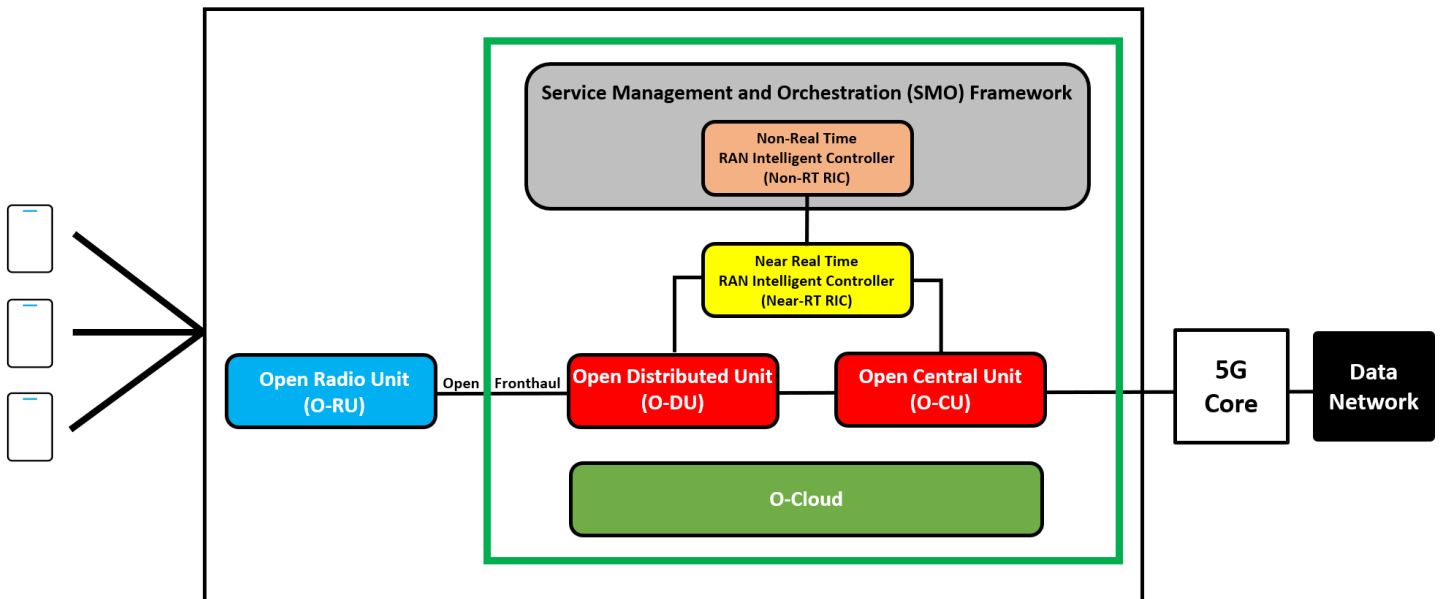 Service Management and Orchestration (SMO) Framework
Non-Real Time
RAN Intelligent Controller
(Non-RT RIC)
Near Real Time
RAN Intelligent Controller
(Near-RT RIC)
Open Radio Unit
(O-RU)
Open Fronthaul
Open Distributed Unit
(O-DU)
Open Central Unit
(O-CU)
5G
Core
Data
Network
O-Cloud